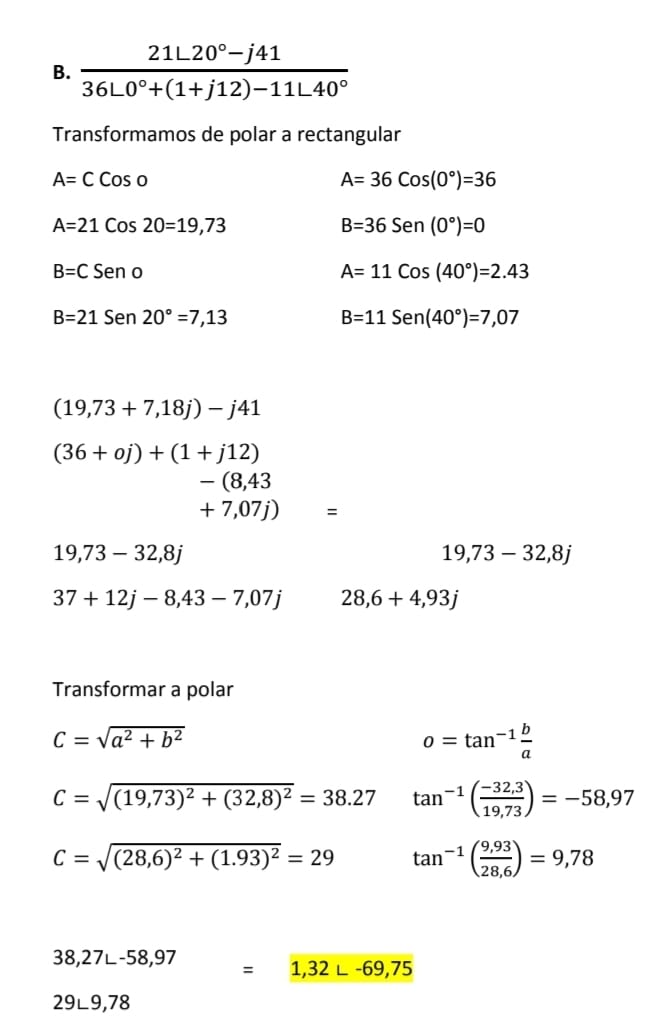 21∟20°−j41
B.
36∟0°+(1+j12)−11∟40°
Transformamos de polar a rectangular
A= C Cos o
A= 36 Cos(0°)=36
A=21 Cos 20=19,73
B=36 Sen (0°)=0
B=C Sen o
A= 11 Cos (40°)=2.43
B=21 Sen 20° =7,13
B=11 Sen(40°)=7,07
(19,73 + 7,18j) − j41
(36 + oj) + (1 + j12)
− (8,43
+ 7,07j)
=
19,73 − 32,8j
19,73 − 32,8j
37 + 12j − 8,43 − 7,07j
28,6 + 4,93j
Transformar a polar
C = √a² + b²
o = tan⁻¹ b/a
C = √(19,73)² + (32,8)² = 38.27
tan⁻¹ (−32,3/19,73) = −58,97
C = √(28,6)² + (1.93)² = 29
tan⁻¹ (9,93/28,6) = 9,78
38,27∟-58,97
=
1,32 ∟ -69,75
29∟9,78